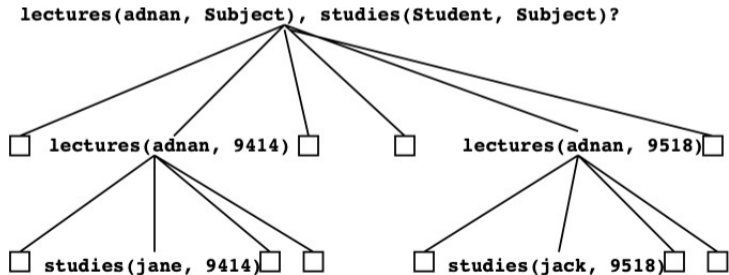 lectures(adnan, Subject), studies(Student, Subject)?
lectures(adnan, 9414) lectures(adnan, 9518)
studies(jane, 9414) studies(jack, 9518)